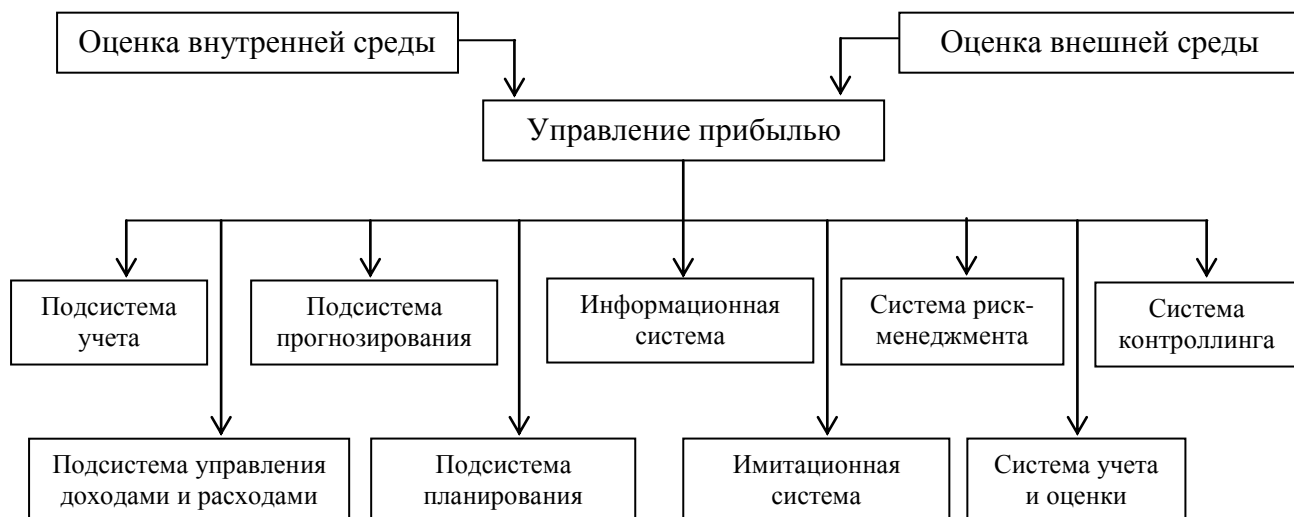 Оценка внутренней среды
Оценка внешней среды
Управление прибылью
Подсистема
учета
Подсистема
прогнозирования
Информационная
система
Система риск-
менеджмента
Система
контроллинга
Подсистема управления
доходами и расходами
Подсистема
планирования
Имитационная
система
Система учета
и оценки